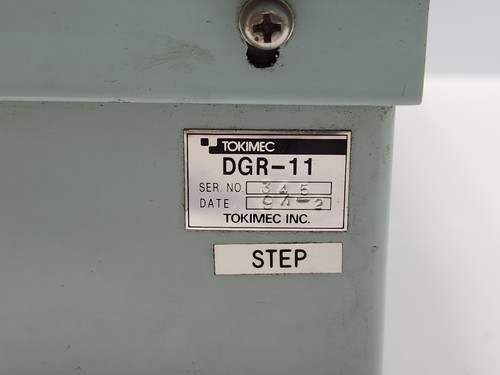 TOKIMEC
DGR-11
SER. NO. 345
DATE 94-2
TOKIMEC INC.
STEP